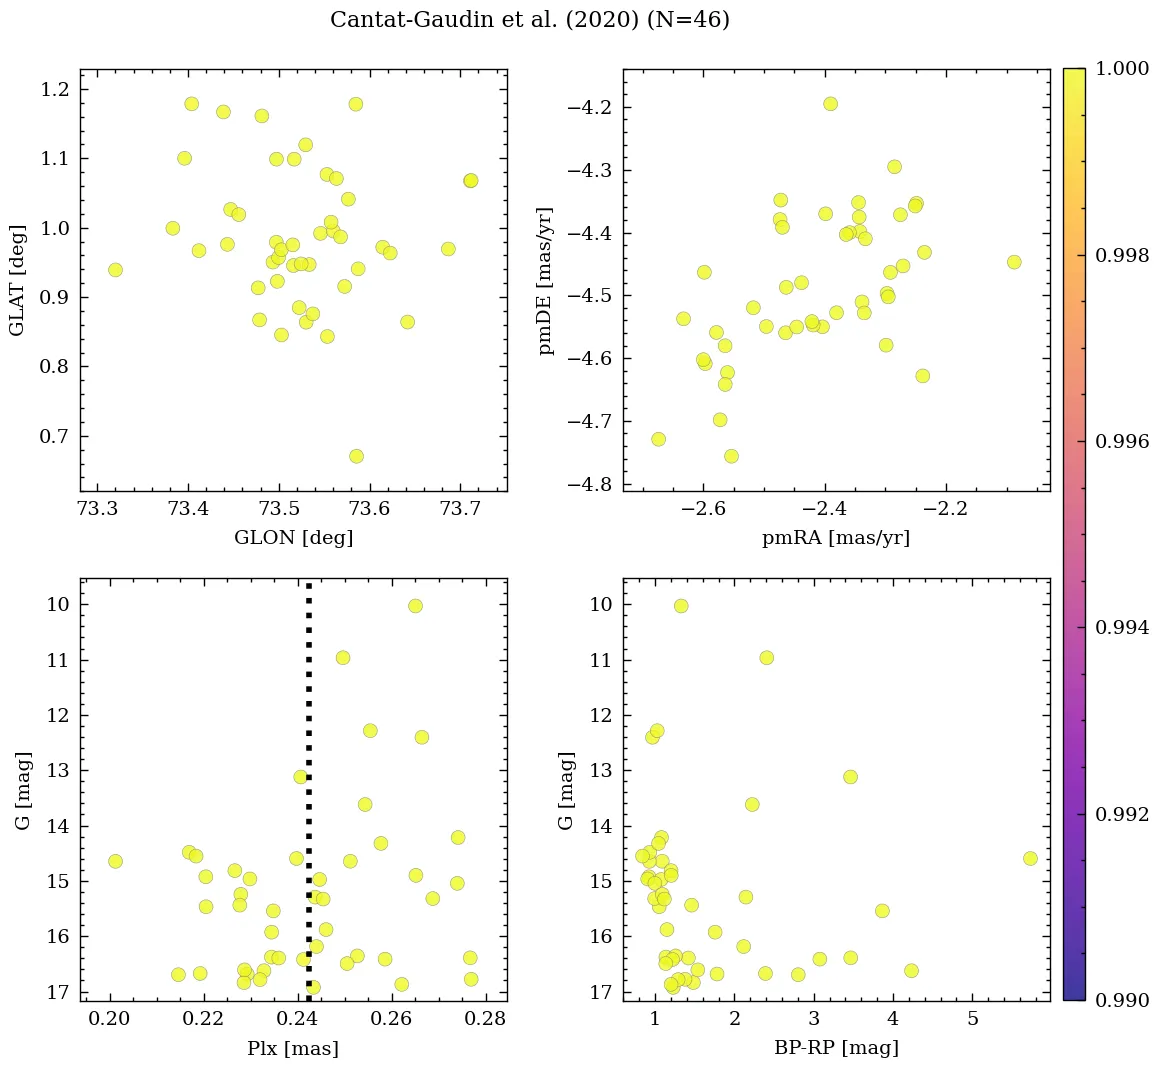 Cantat-Gaudin et al. (2020) (N=46)
1.2
1.1
1.0
0.9
0.8
0.7
GLAT [deg]
73.3 73.4 73.5 73.6 73.7
GLON [deg]
−4.2
−4.3
−4.4
−4.5
−4.6
−4.7
−4.8
pmDE [mas/yr]
−2.6 −2.4 −2.2
pmRA [mas/yr]
10
11
12
13
14
15
16
17
G [mag]
0.20 0.22 0.24 0.26 0.28
Plx [mas]
10
11
12
13
14
15
16
17
G [mag]
1 2 3 4 5
BP-RP [mag]
1.000
0.998
0.996
0.994
0.992
0.990